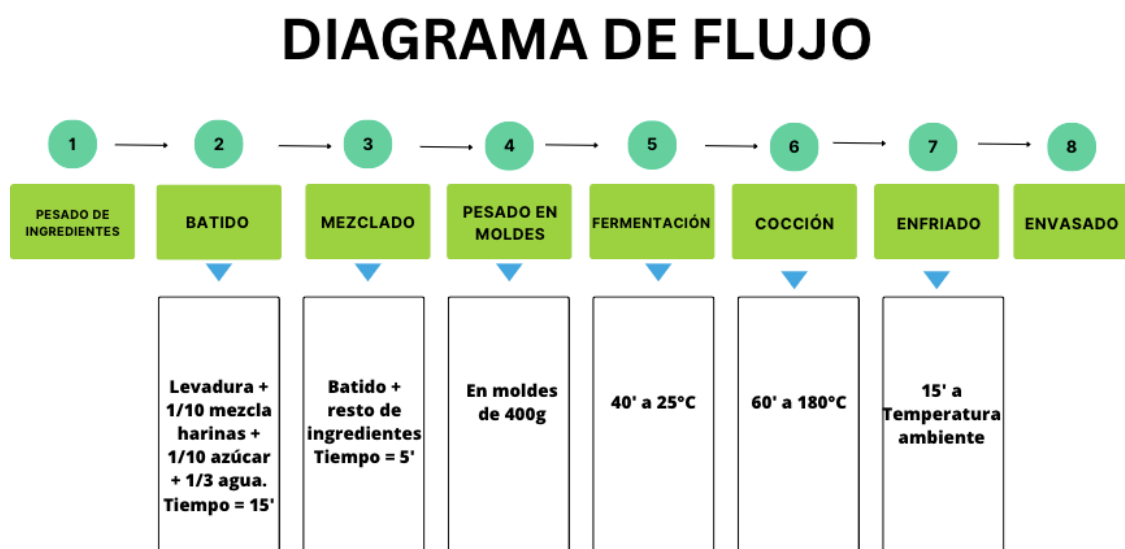 DIAGRAMA DE FLUJO
1
2
3
4
5
6
7
8
PESADO DE
INGREDIENTES
BATIDO
MEZCLADO
PESADO EN
MOLDES
FERMENTACIÓN
COCCIÓN
ENFRIADO
ENVASADO
Levadura +
1/10 mezcla
harinas +
1/10 azúcar
+ 1/3 agua.
Tiempo = 15'
Batido +
resto de
ingredientes
Tiempo = 5'
En moldes
de 400g
40' a 25°C
60' a 180°C
15' a
Temperatura
ambiente